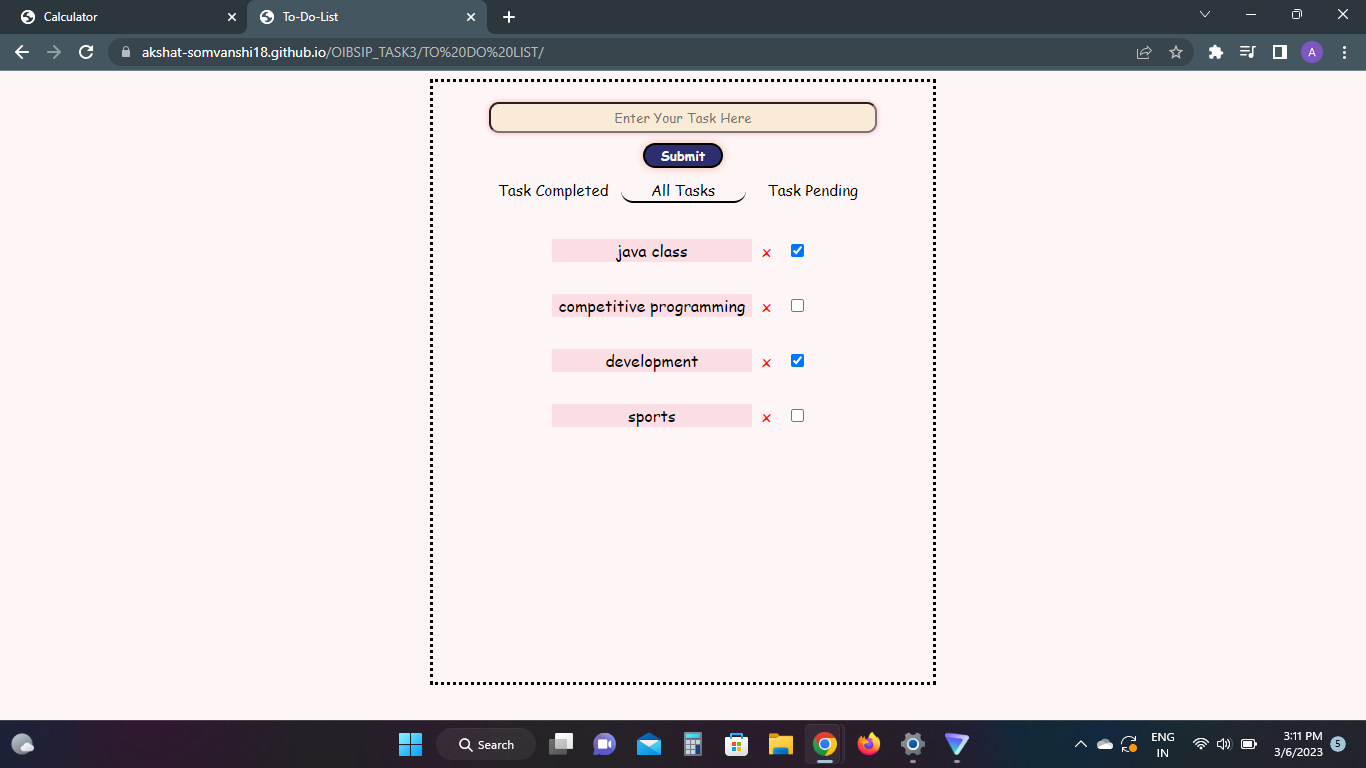 Calculator
To-Do-List
akshat-somvanshi18.github.io/OIBSIP_TASK3/TO%20DO%20LIST/
A
Enter Your Task Here
Submit
Task Completed All Tasks Task Pending
java class x
competitive programming x
development x
sports x
Search
ENG
IN
3:11 PM
3/6/2023
5